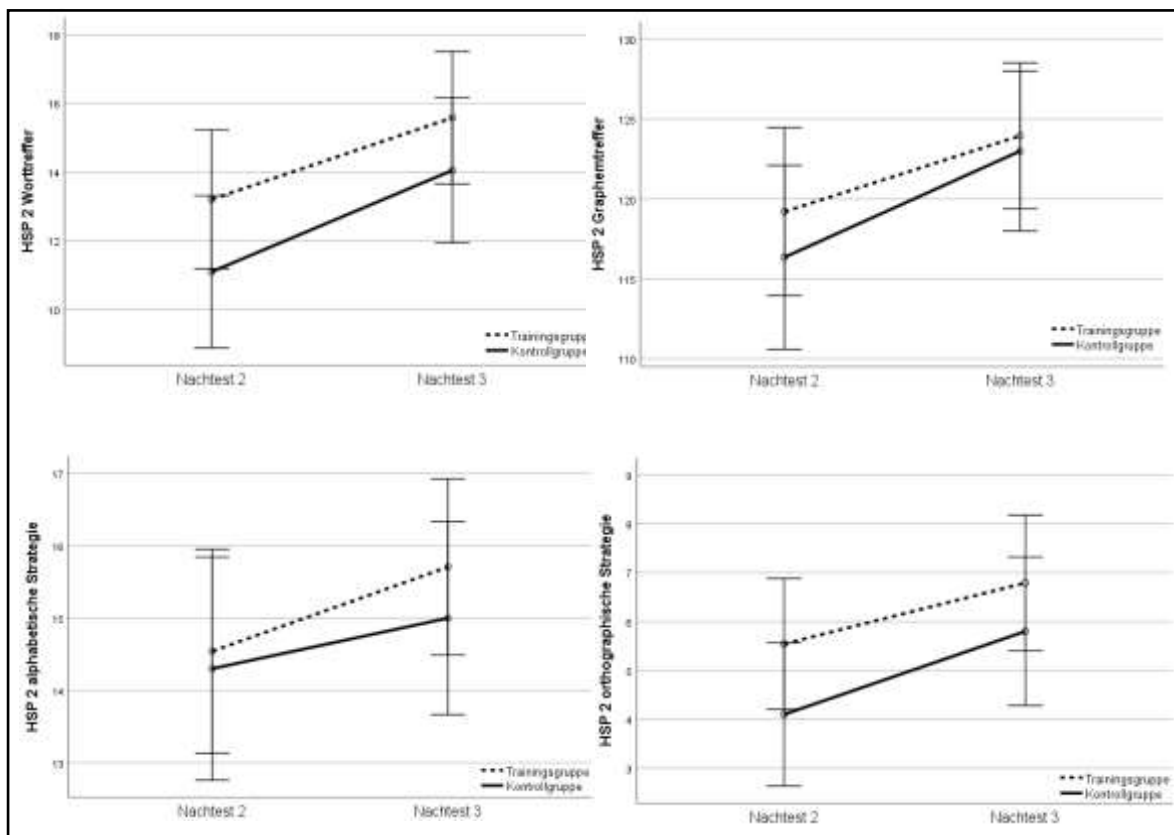 HSP 2 Worttreffer
18
16
14
12
10
Trainingsgruppe
Kontrollgruppe
Nachtest 2 Nachtest 3
HSP 2 Graphemtreffer
130
125
120
115
110
Trainingsgruppe
Kontrollgruppe
Nachtest 2 Nachtest 3
HSP 2 alphabetische Strategie
17
16
15
14
13
Trainingsgruppe
Kontrollgruppe
Nachtest 2 Nachtest 3
HSP 2 orthographische Strategie
9
8
7
6
5
4
3
Trainingsgruppe
Kontrollgruppe
Nachtest 2 Nachtest 3